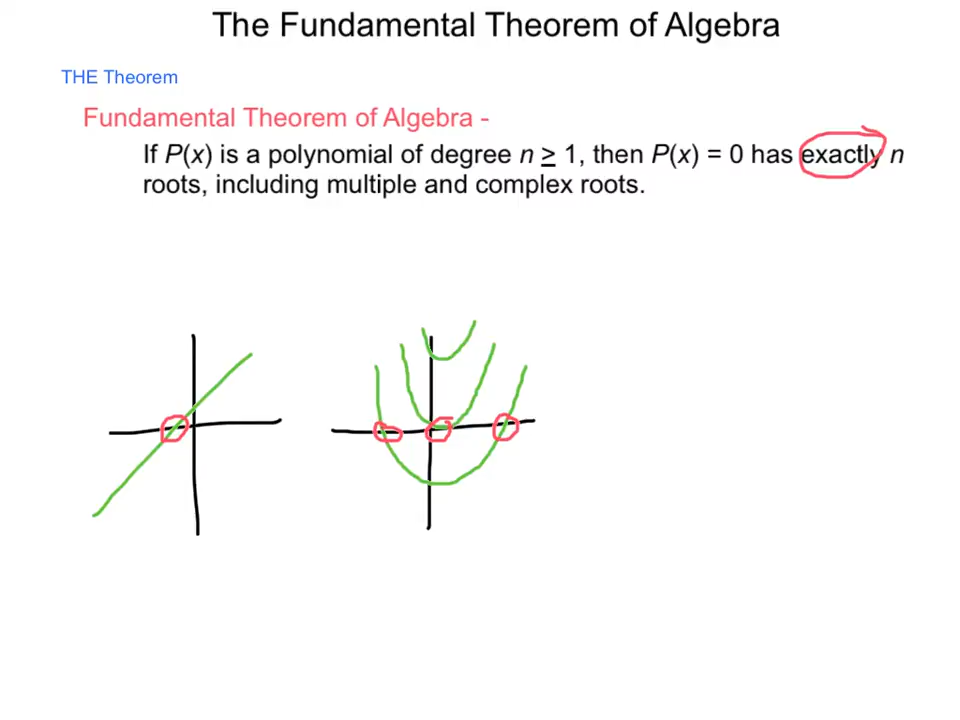 The Fundamental Theorem of Algebra
THE Theorem
Fundamental Theorem of Algebra -
If P(x) is a polynomial of degree n ≥ 1, then P(x) = 0 has exactly n
roots, including multiple and complex roots.